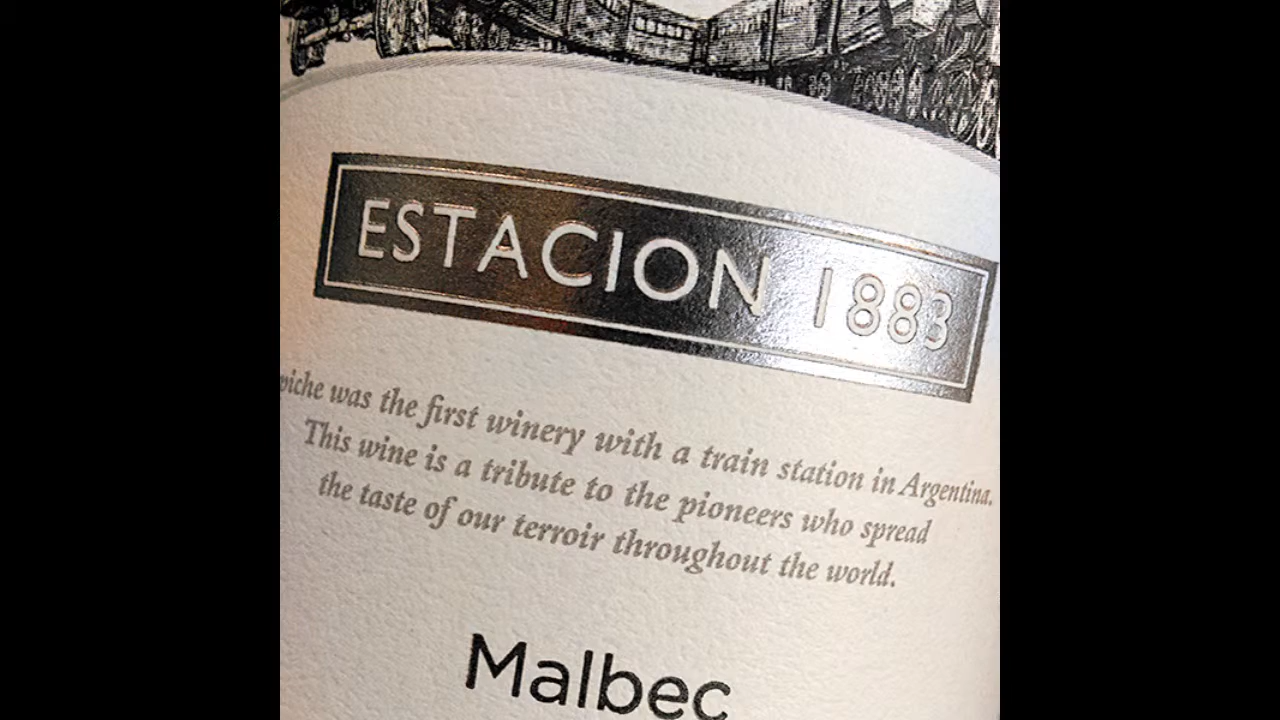 ESTACION 1883
was the first winery with a train station in Argentina.
This wine is a tribute to the pioneers who spread
the taste of our terroir throughout the world.
Malbec